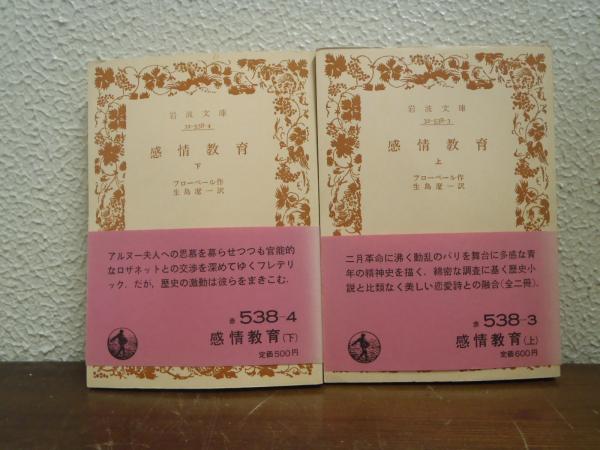 岩波文庫
32-538-4
感情教育
下
フローベール作
生島遼一訳
アルヌー夫人への思慕を募らせつつも官能的
なロザネットとの交渉を深めてゆくフレデリ
ック．だが，歴史の激動は彼らをまきこむ．
赤 538-4
感情教育(下)
定価500円
岩波文庫
32-538-3
感情教育
上
フローベール作
生島遼一訳
二月革命に沸く動乱のパリを舞台に多感な青
年の精神史を描く．綿密な調査に基く歴史小
説と比類なく美しい恋愛詩との融合(全二冊)．
赤 538-3
感情教育(上)
定価600円